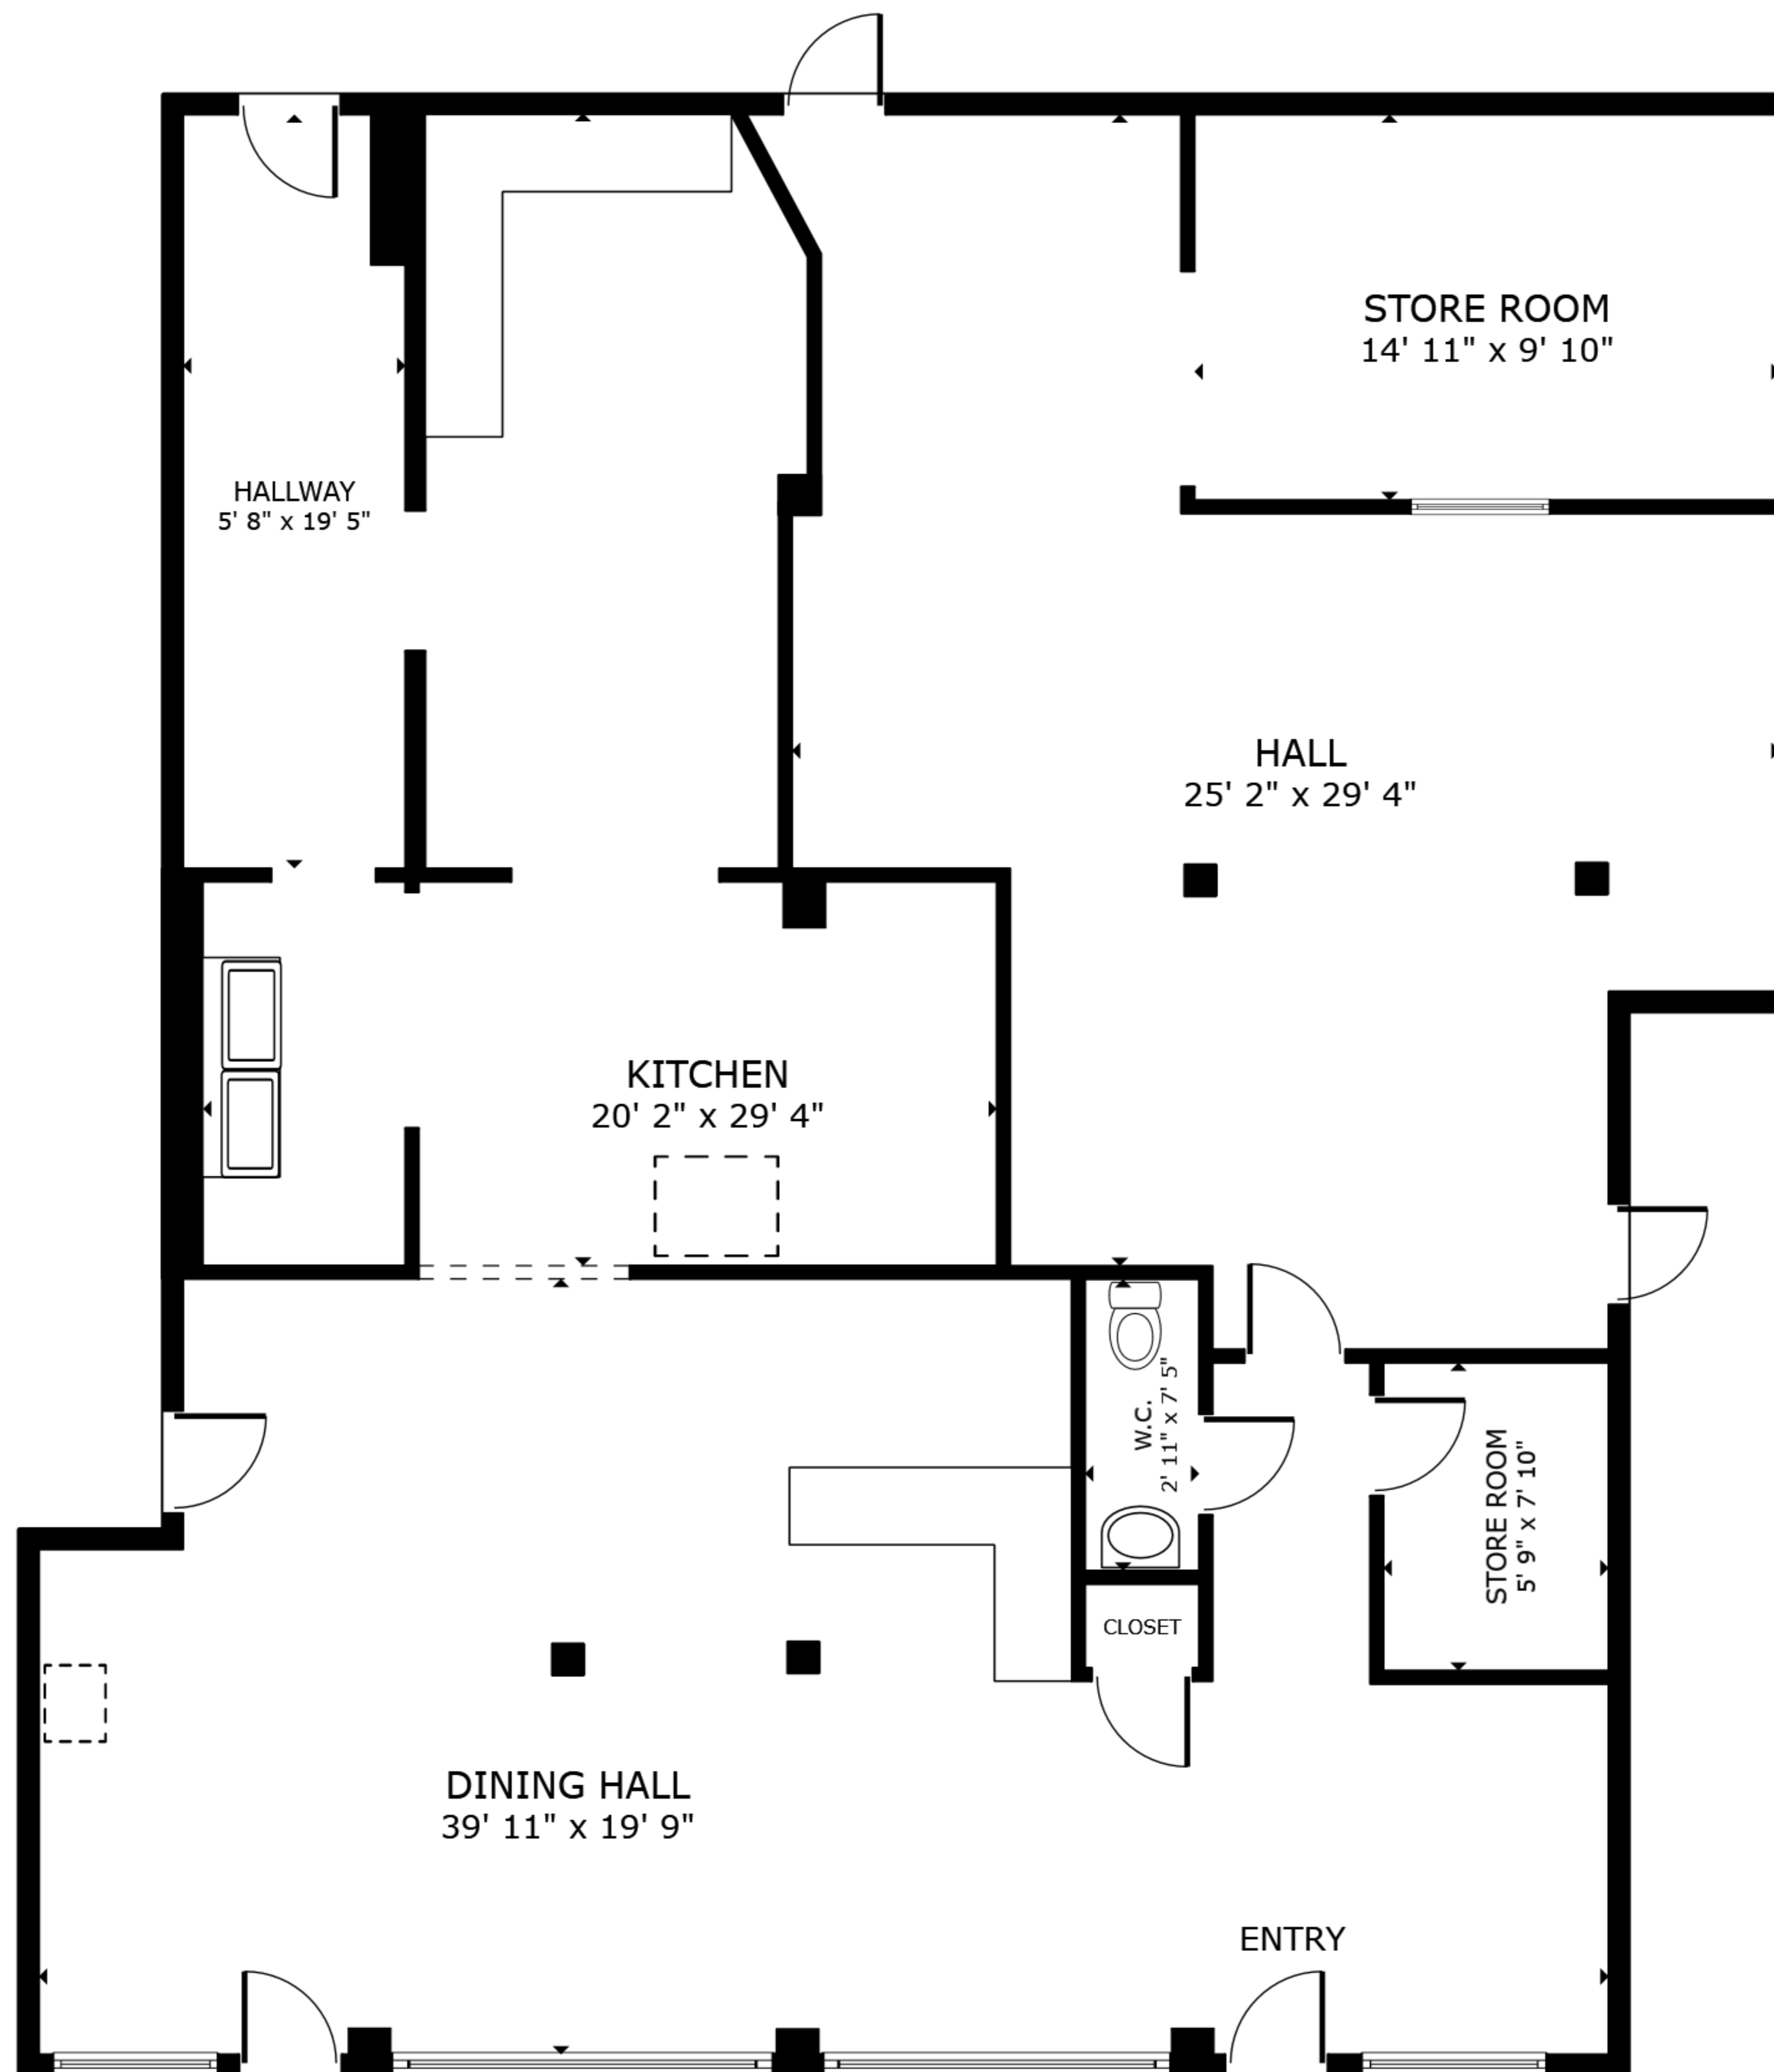 STORE ROOM
14' 11" x 9' 10"
HALLWAY
5' 8" x 19' 5"
HALL
25' 2" x 29' 4"
KITCHEN
20' 2" x 29' 4"
W.C.
2' 11" x 7' 5"
STORE ROOM
5' 9" x 7' 10"
CLOSET
DINING HALL
39' 11" x 19' 9"
ENTRY